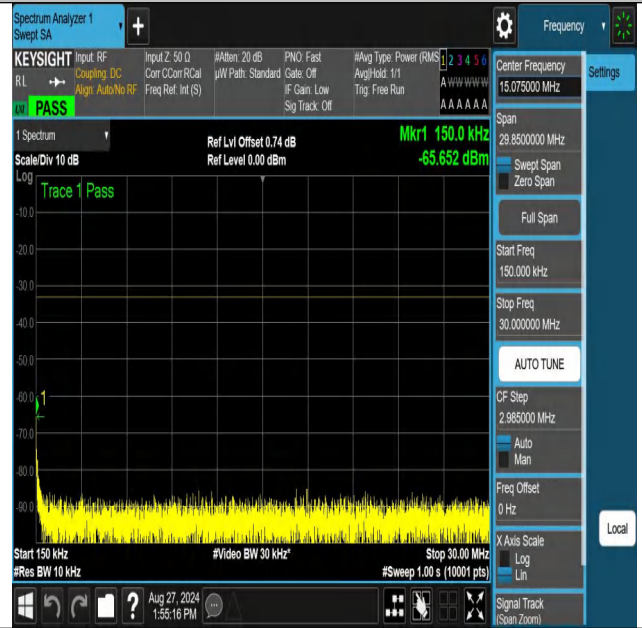 Spectrum Analyzer 1
Swept SA
+
Frequency
KEYSIGHT
RL
Input: RF
Coupling: DC
Align: Auto/No RF
Input Z: 50 Ω
Corr CCorr RCal
Freq Ref: Int (S)
#Atten: 20 dB
µW Path: Standard
PNO: Fast
Gate: Off
IF Gain: Low
Sig Track: Off
#Avg Type: Power (RMS
Avg|Hold: 1/1
Trig: Free Run
1 2 3 4 5 6
A W W W W W
A A A A A A
PASS
1 Spectrum
Scale/Div 10 dB
Ref Lvl Offset 0.74 dB
Ref Level 0.00 dBm
Mkr1 150.0 kHz
-65.652 dBm
Log
Trace 1 Pass
-10.0
-20.0
-30.0
-40.0
-50.0
-60.0
1
-70.0
-80.0
-90.0
Start 150 kHz
#Res BW 10 kHz
#Video BW 30 kHz*
Stop 30.00 MHz
#Sweep 1.00 s (10001 pts)
Aug 27, 2024
1:55:16 PM
Center Frequency
15.075000 MHz
Settings
Span
29.8500000 MHz
Swept Span
Zero Span
Full Span
Start Freq
150.000 kHz
Stop Freq
30.000000 MHz
AUTO TUNE
CF Step
2.985000 MHz
Auto
Man
Freq Offset
0 Hz
Local
X Axis Scale
Log
Lin
Signal Track
(Span Zoom)